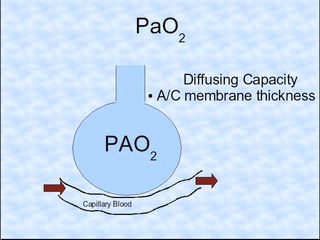 PaO2
Diffusing Capacity
• A/C membrane thickness
PAO2
Capillary Blood